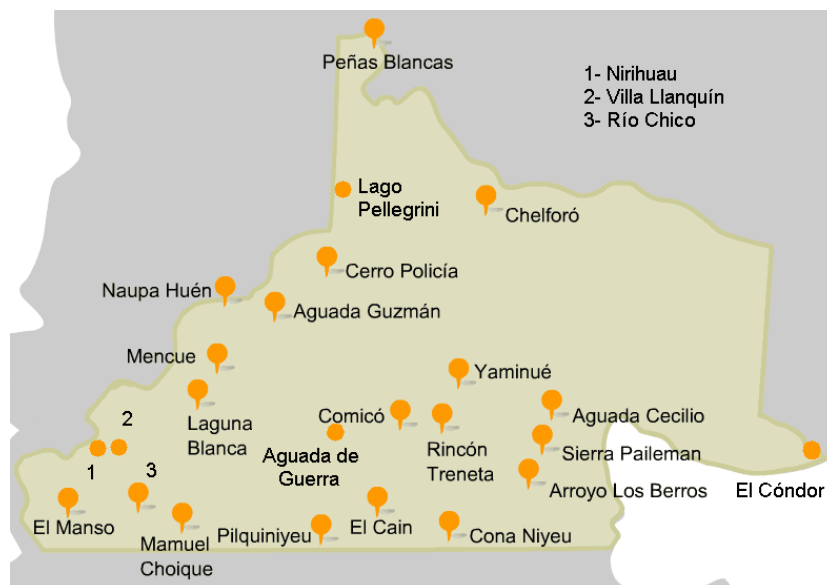 Peñas Blancas
1- Nirihuau
2- Villa Llanquín
3- Río Chico
Lago
Pellegrini
Chelforó
Cerro Policía
Naupa Huén
Aguada Guzmán
Mencue
Yaminué
Laguna
Blanca
Comicó
Aguada Cecilio
2
Rincón
Treneta
Sierra Paileman
Aguada de
Guerra
1
3
Arroyo Los Berros
El Cóndor
El Manso
Mamuel
Choique
Pilquiniyeu
El Cain
Cona Niyeu